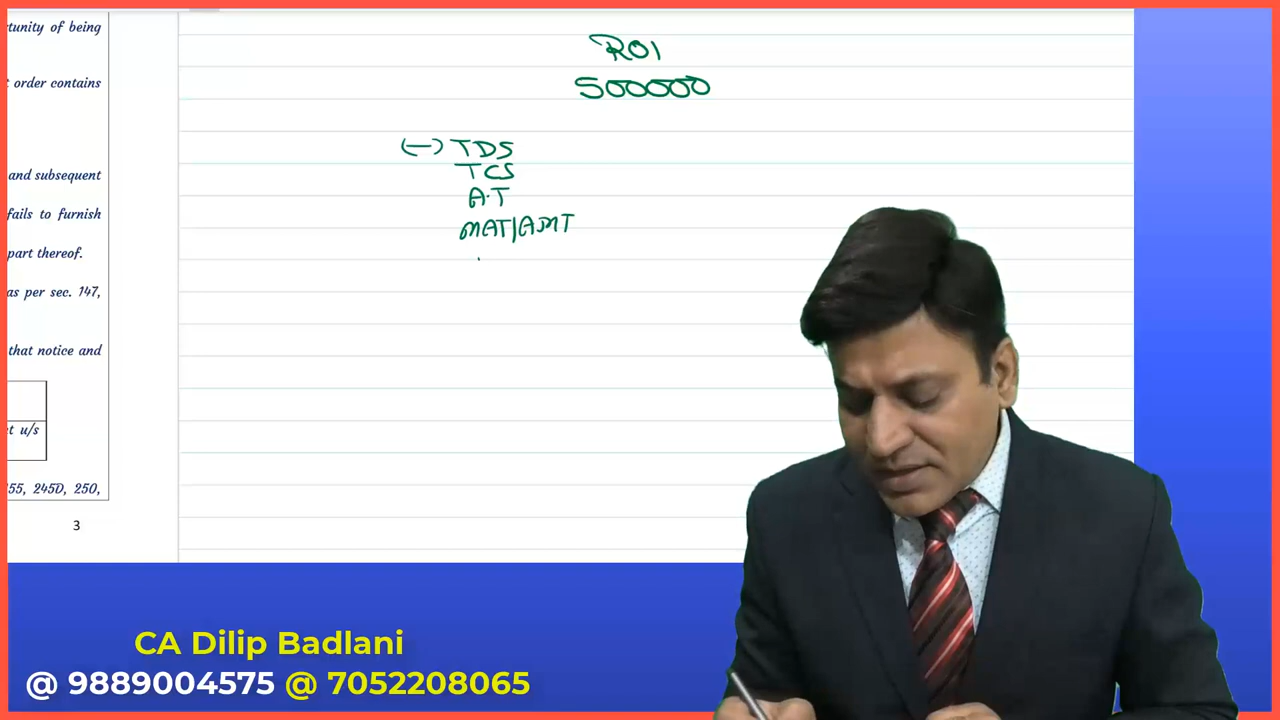 tunity of being
order contains
and subsequent
fails to furnish
part thereof.
as per sec. 147,
that notice and
t u/s
55, 245D, 250,
3
ROI
500000
(-) TDS
TCS
A.T
MAT/AMT
CA Dilip Badlani
@ 9889004575 @ 7052208065